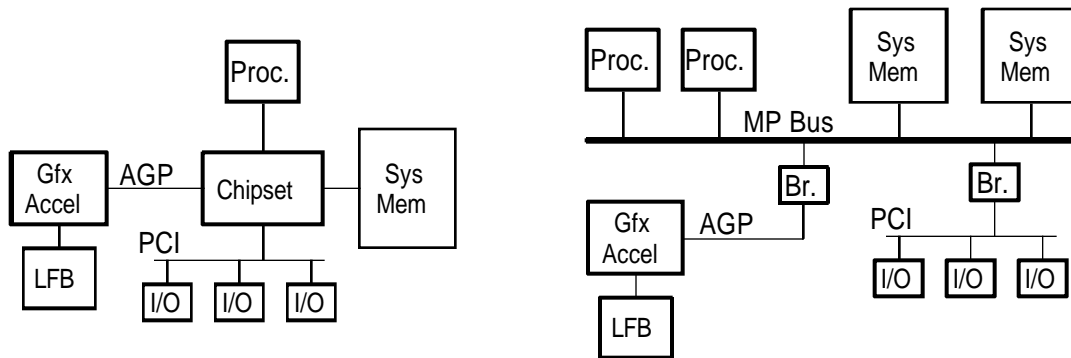 Proc.
Gfx
Accel
AGP
Chipset
Sys
Mem
LFB
PCI
I/O
I/O
I/O
Proc.
Proc.
Sys
Mem
Sys
Mem
MP Bus
Br.
Br.
Gfx
Accel
AGP
PCI
LFB
I/O
I/O
I/O